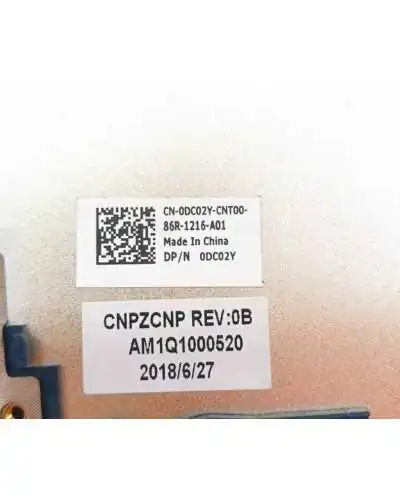 CN-0DC02Y-CNT00-
86R-1216-A01
Made In China
DP/N 0DC02Y
CNPZCNP REV:0B
AM1Q1000520
2018/6/27